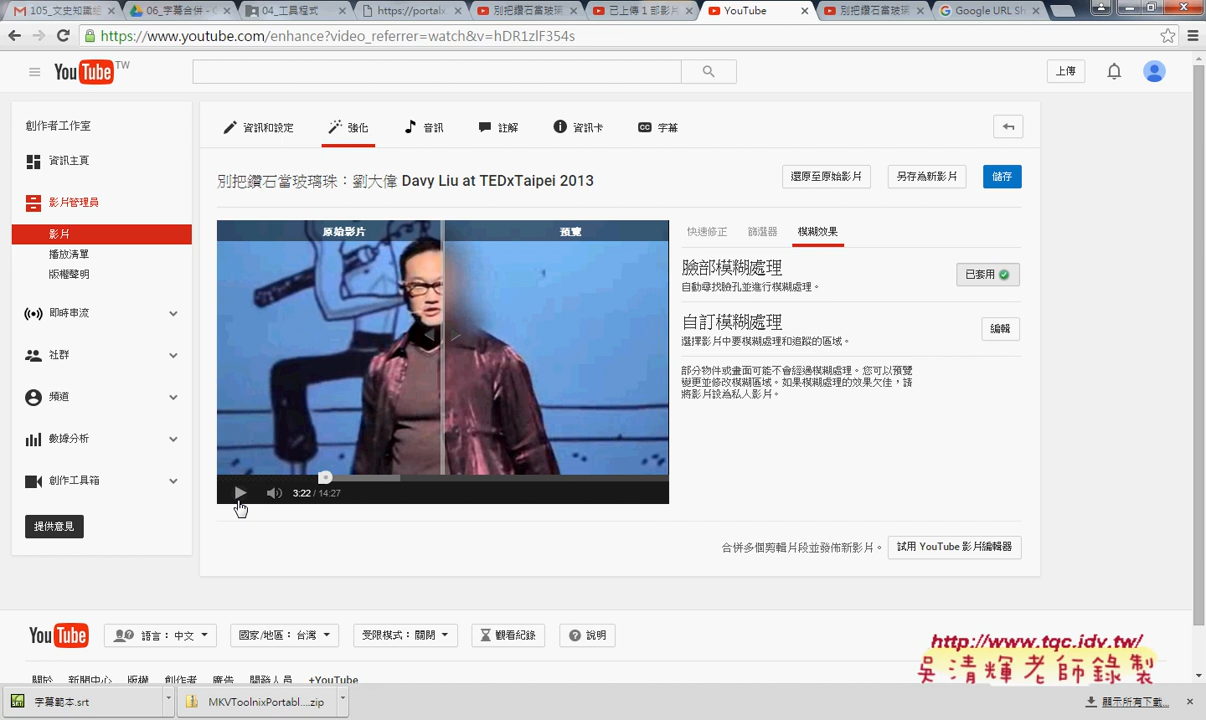 105_文史知識
06_字幕合併 - G
04_工具程式
https://portalx
別把鑽石當玻璃
已上傳 1 部影片
YouTube
別把鑽石當玻璃
Google URL Sh
https://www.youtube.com/enhance?video_referrer=watch&v=hDR1zlF354s
YouTube TW
上傳
創作者工作室
資訊主頁
影片管理員
影片
播放清單
版權聲明
即時串流
社群
頻道
數據分析
創作工具箱
提供意見
資訊和設定
強化
音訊
註解
資訊卡
CC 字幕
別把鑽石當玻璃珠：劉大偉 Davy Liu at TEDxTaipei 2013
還原至原始影片
另存為新影片
儲存
原始影片
預覽
3:22 / 14:27
快速修正
篩選器
模糊效果
臉部模糊處理
自動尋找臉孔並進行模糊處理。
已套用
自訂模糊處理
選擇影片中要模糊處理和追蹤的區域。
編輯
部分物件或畫面可能不會經過模糊處理。您可以預覽
變更並修改模糊區域。如果模糊處理的效果欠佳，請
將影片設為私人影片。
合併多個剪輯片段並發佈新影片。
試用 YouTube 影片編輯器
YouTube
語言：中文
國家/地區：台灣
受限模式：關閉
觀看紀錄
說明
關於
新聞中心
版權
創作者
廣告
開發人員
+YouTube
http://www.tqc.idv.tw/
吳清輝老師錄製
字幕範本.srt
MKVToolnixPortabl....zip
顯示所有下載...